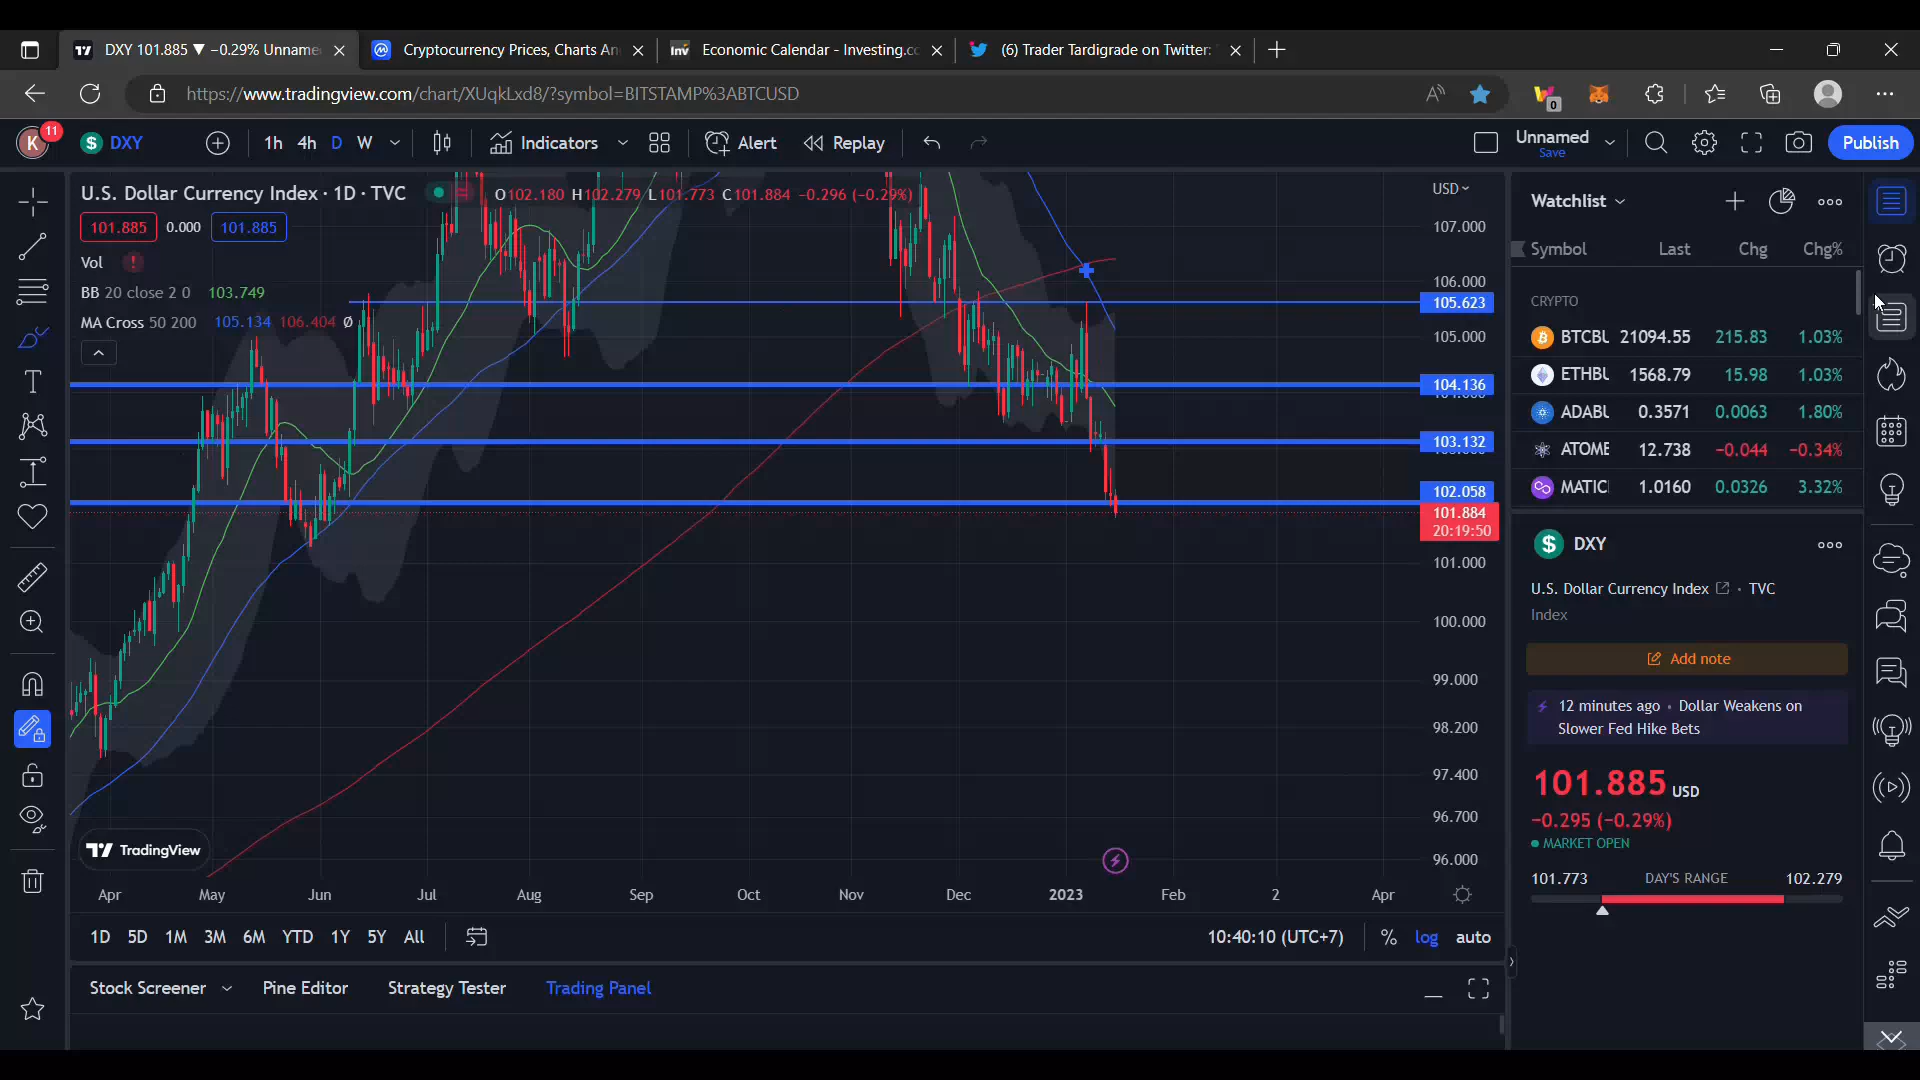 DXY 101.885 ▼ −0.29% Unname
Cryptocurrency Prices, Charts An
Economic Calendar - Investing.co
(6) Trader Tardigrade on Twitter:
https://www.tradingview.com/chart/XUqkLxd8/?symbol=BITSTAMP%3ABTCUSD
0
K 11
DXY
1h 4h D W
Indicators
Alert
Replay
Unnamed
Save
Publish
U.S. Dollar Currency Index · 1D · TVC
O102.180 H102.279 L101.773 C101.884 −0.296 (−0.29%)
101.885 0.000 101.885
Vol
BB 20 close 2 0 103.749
MA Cross 50 200 105.134 106.404 Ø
USD
107.000
106.000
105.623
105.000
104.136
103.132
102.058
101.884
20:19:50
101.000
100.000
99.000
98.200
97.400
96.700
96.000
TradingView
Apr May Jun Jul Aug Sep Oct Nov Dec 2023 Feb 2 Apr
1D 5D 1M 3M 6M YTD 1Y 5Y All
10:40:10 (UTC+7) % log auto
Stock Screener Pine Editor Strategy Tester Trading Panel
Watchlist
Symbol Last Chg Chg%
CRYPTO
BTCBU 21094.55 215.83 1.03%
ETHBU 1568.79 15.98 1.03%
ADABU 0.3571 0.0063 1.80%
ATOMB 12.738 −0.044 −0.34%
MATIC 1.0160 0.0326 3.32%
DXY
U.S. Dollar Currency Index · TVC
Index
Add note
12 minutes ago · Dollar Weakens on
Slower Fed Hike Bets
101.885 USD
−0.295 (−0.29%)
MARKET OPEN
101.773 DAY'S RANGE 102.279